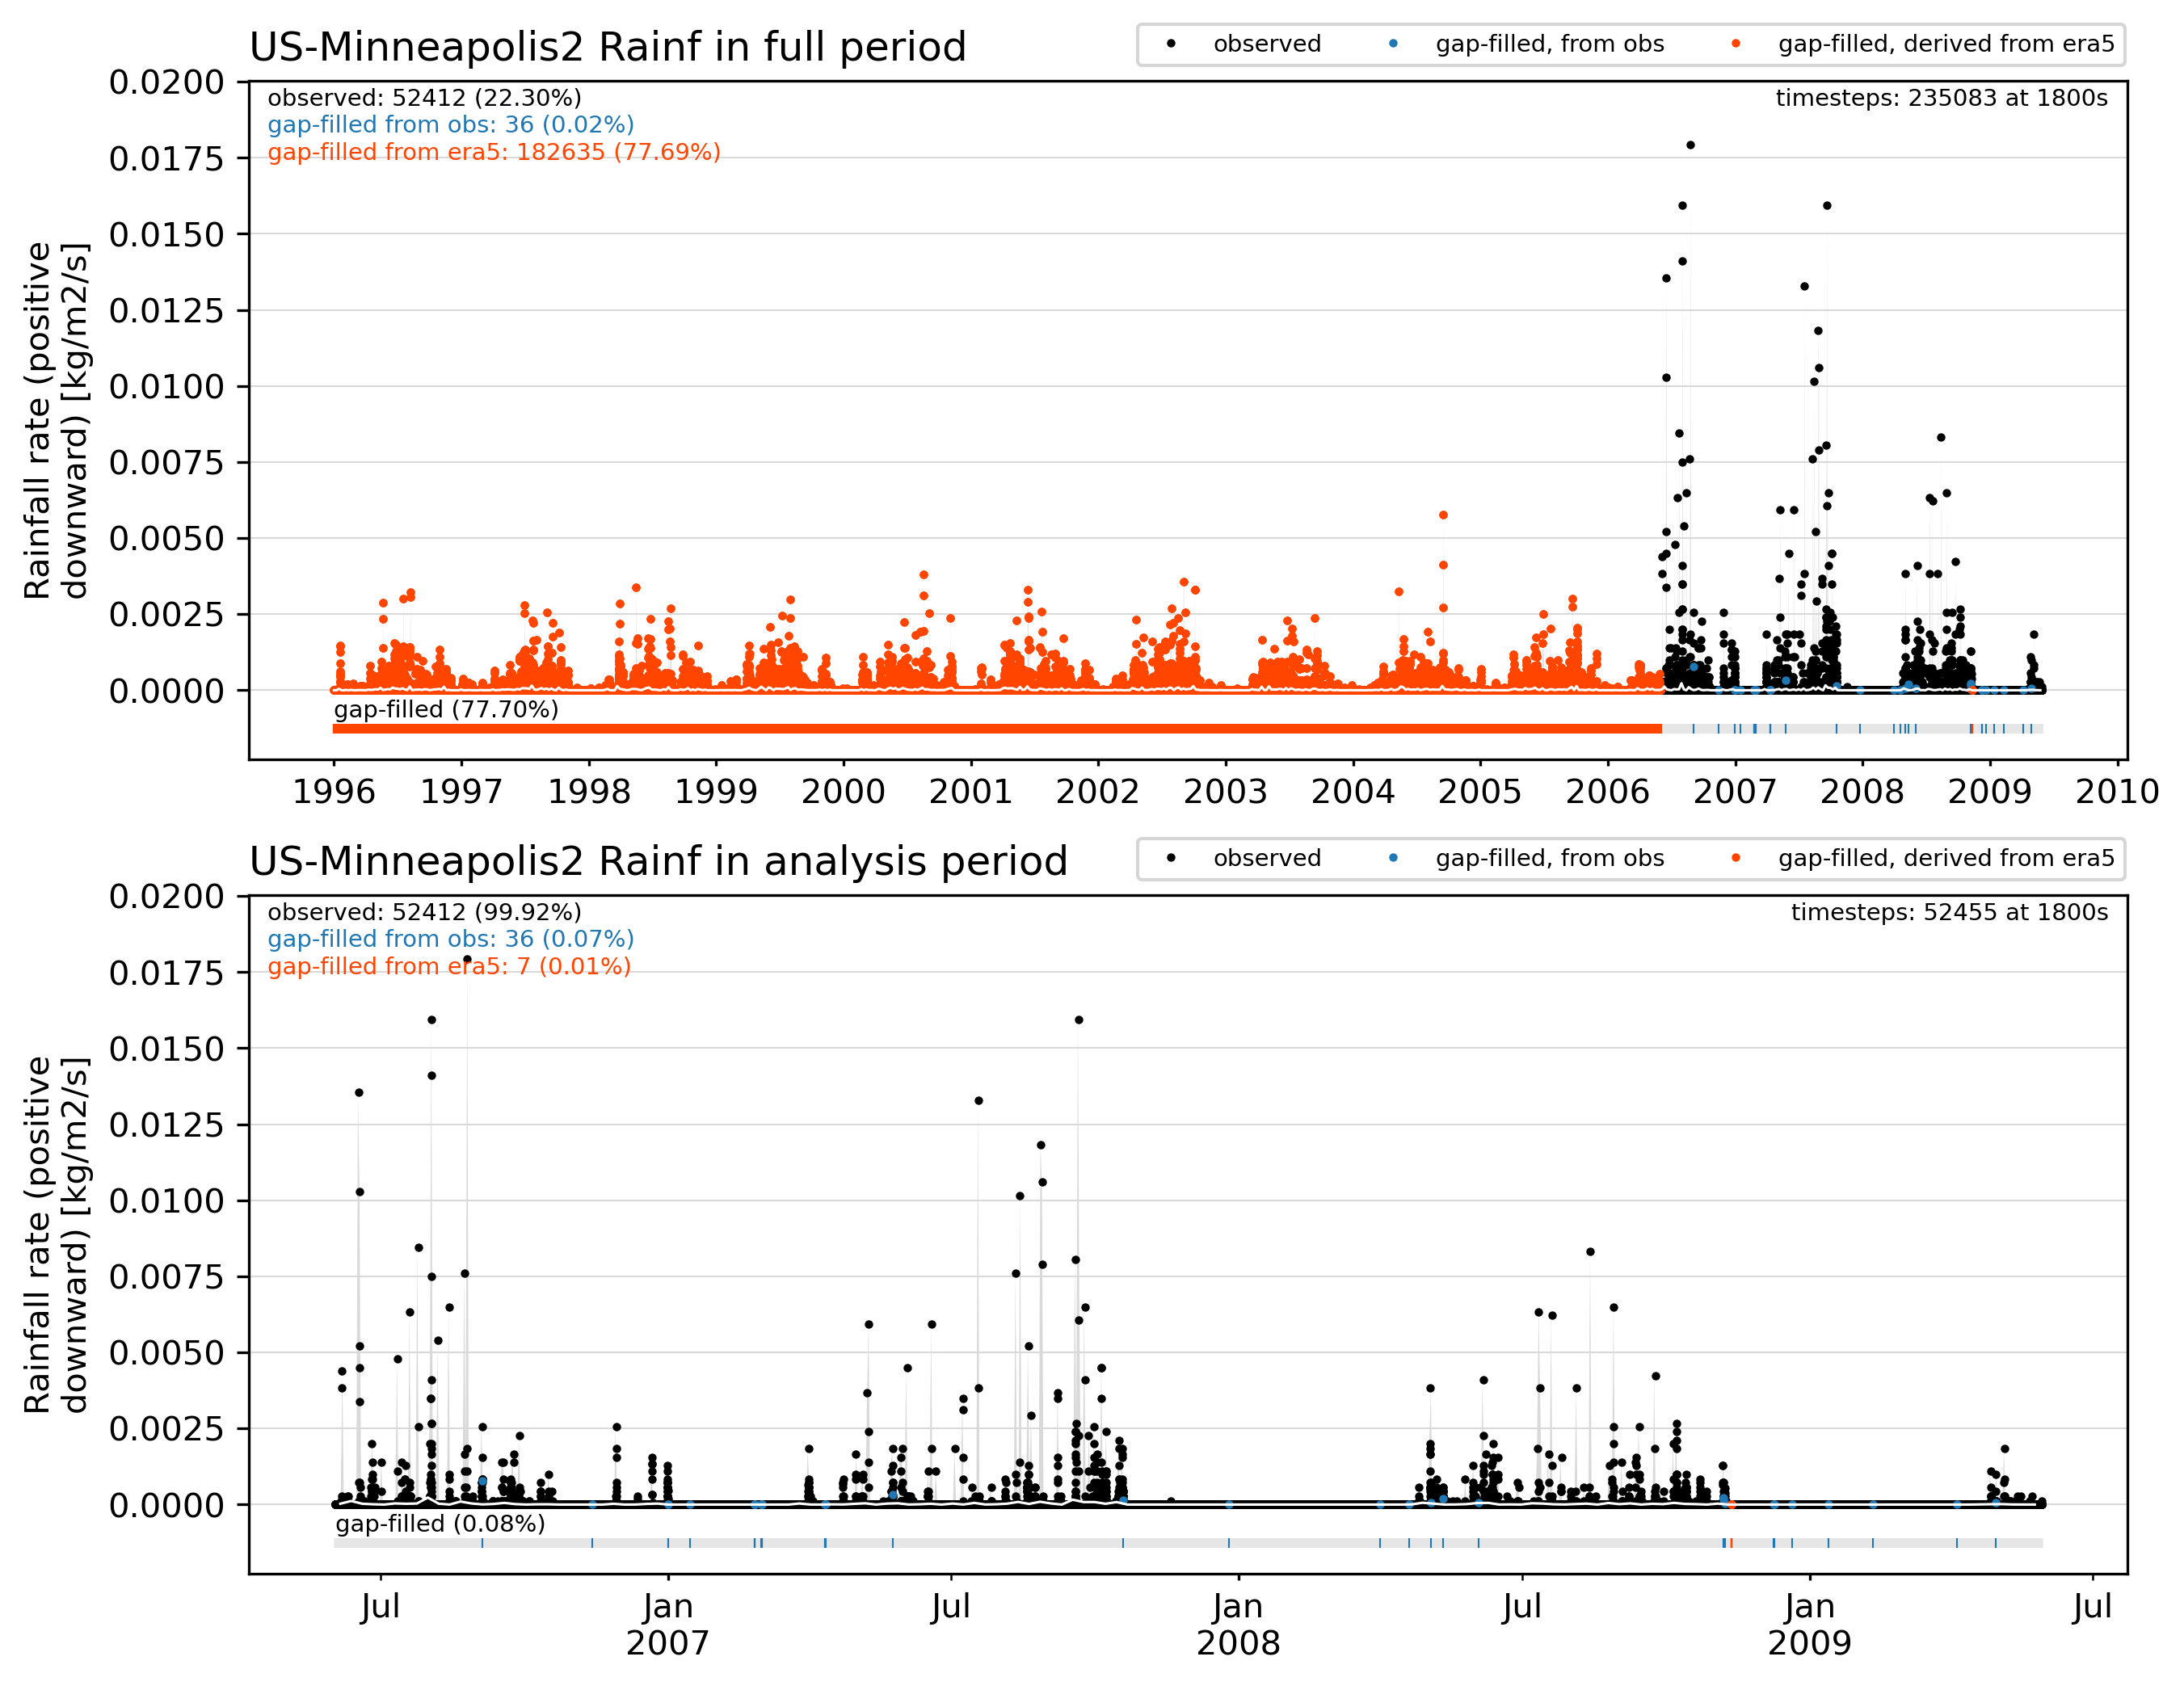 US-Minneapolis2 Rainf in full period
observed
gap-filled, from obs
gap-filled, derived from era5
observed: 52412 (22.30%)
gap-filled from obs: 36 (0.02%)
gap-filled from era5: 182635 (77.69%)
timesteps: 235083 at 1800s
Rainfall rate (positive
downward) [kg/m2/s]
0.0200
0.0175
0.0150
0.0125
0.0100
0.0075
0.0050
0.0025
0.0000
gap-filled (77.70%)
1996 1997 1998 1999 2000 2001 2002 2003 2004 2005 2006 2007 2008 2009 2010
US-Minneapolis2 Rainf in analysis period
observed
gap-filled, from obs
gap-filled, derived from era5
observed: 52412 (99.92%)
gap-filled from obs: 36 (0.07%)
gap-filled from era5: 7 (0.01%)
timesteps: 52455 at 1800s
Rainfall rate (positive
downward) [kg/m2/s]
0.0200
0.0175
0.0150
0.0125
0.0100
0.0075
0.0050
0.0025
0.0000
gap-filled (0.08%)
Jul Jan Jul Jan Jul Jan Jul
2007 2008 2009